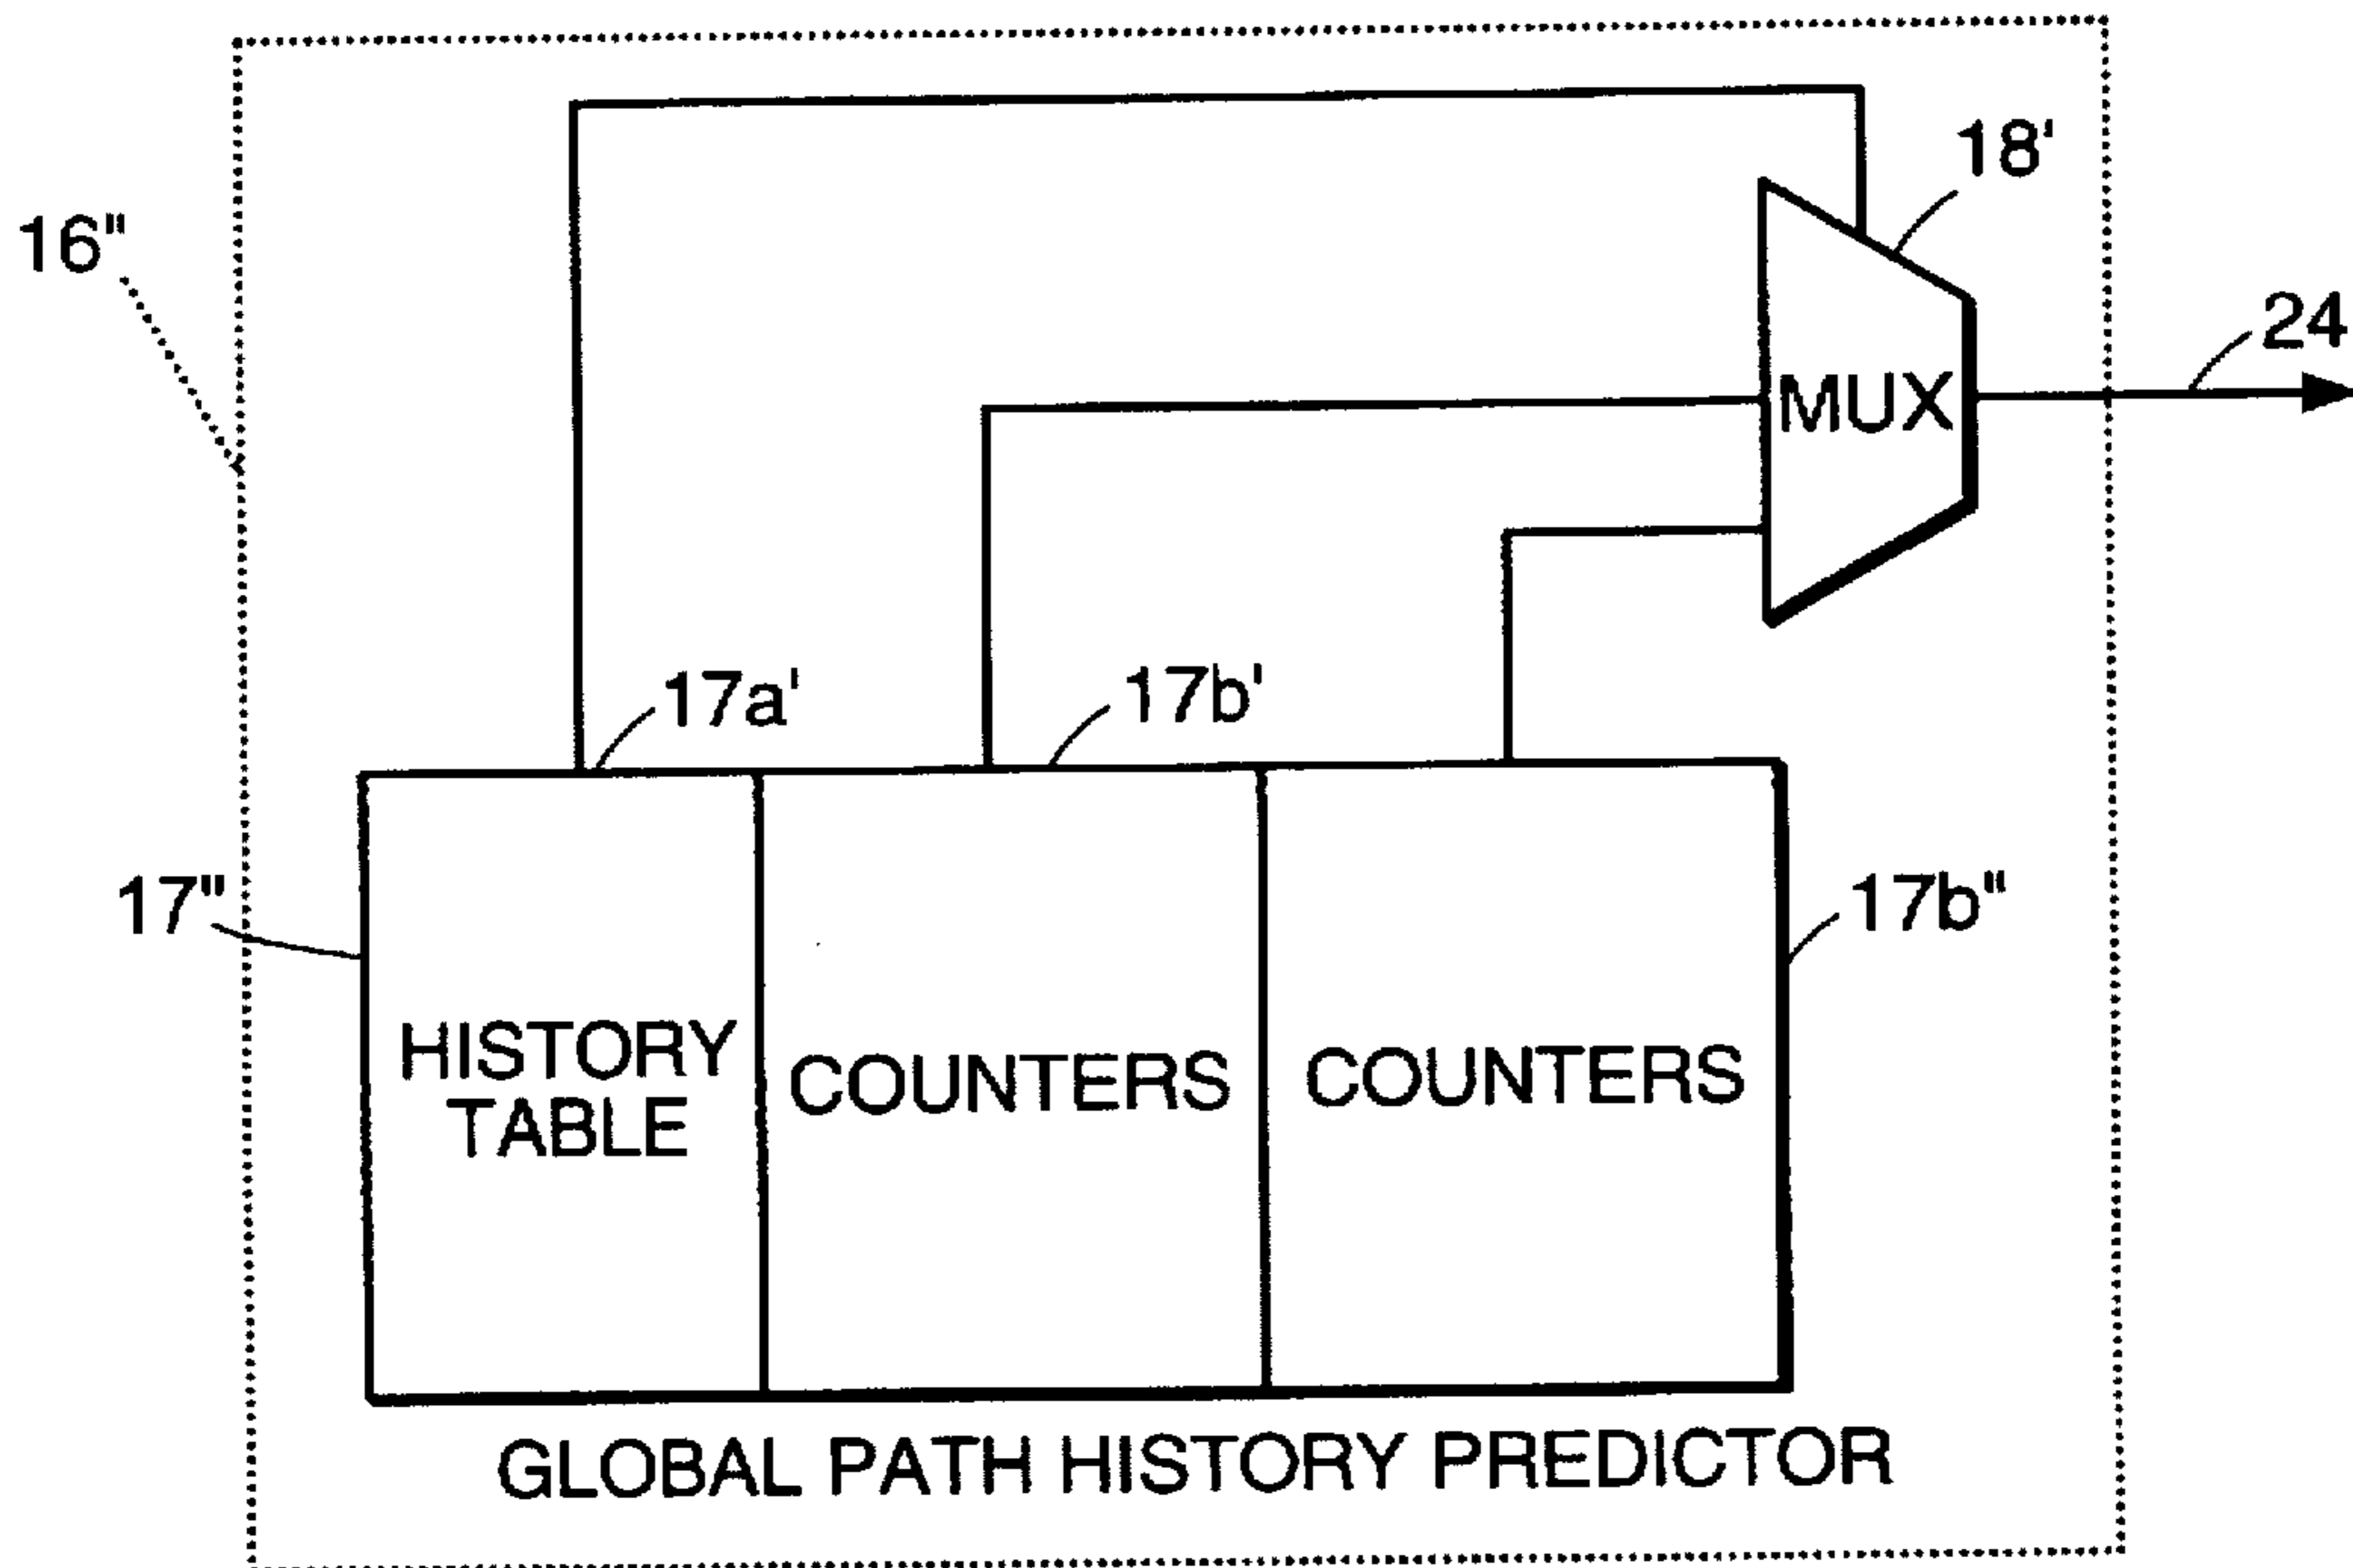 18'
16"
24
MUX
17a'
17b'
17"
17b"
HISTORY
TABLE
COUNTERS
COUNTERS
GLOBAL PATH HISTORY PREDICTOR